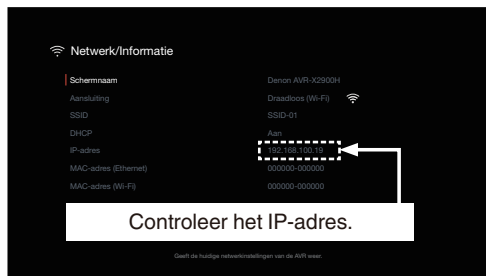 Netwerk/Informatie
Schermnaam Denon AVR-X2900H
Aansluiting Draadloos (Wi-Fi)
SSID SSID-01
DHCP Aan
IP-adres 192.168.100.19
MAC-adres (Ethernet) 000000-000000
MAC-adres (Wi-Fi) 000000-000000
Controleer het IP-adres.
Geeft de huidige netwerkinstellingen van de AVR weer.